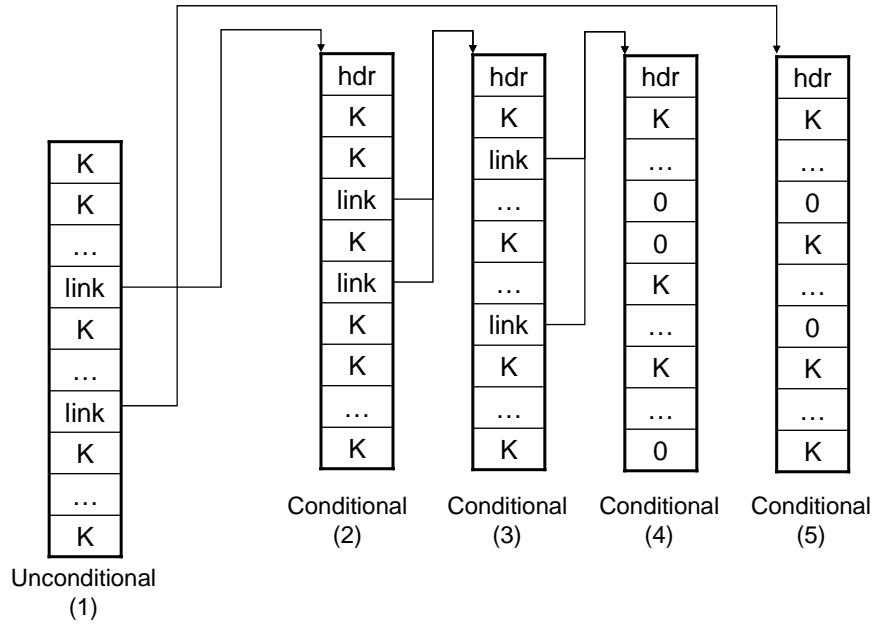 K
K
…
link
K
…
link
K
…
K
Unconditional
(1)
hdr
K
K
link
K
link
K
K
…
K
Conditional
(2)
hdr
K
link
…
K
…
link
K
…
K
Conditional
(3)
hdr
K
…
0
0
K
…
K
…
0
Conditional
(4)
hdr
K
…
0
K
…
0
K
…
K
Conditional
(5)